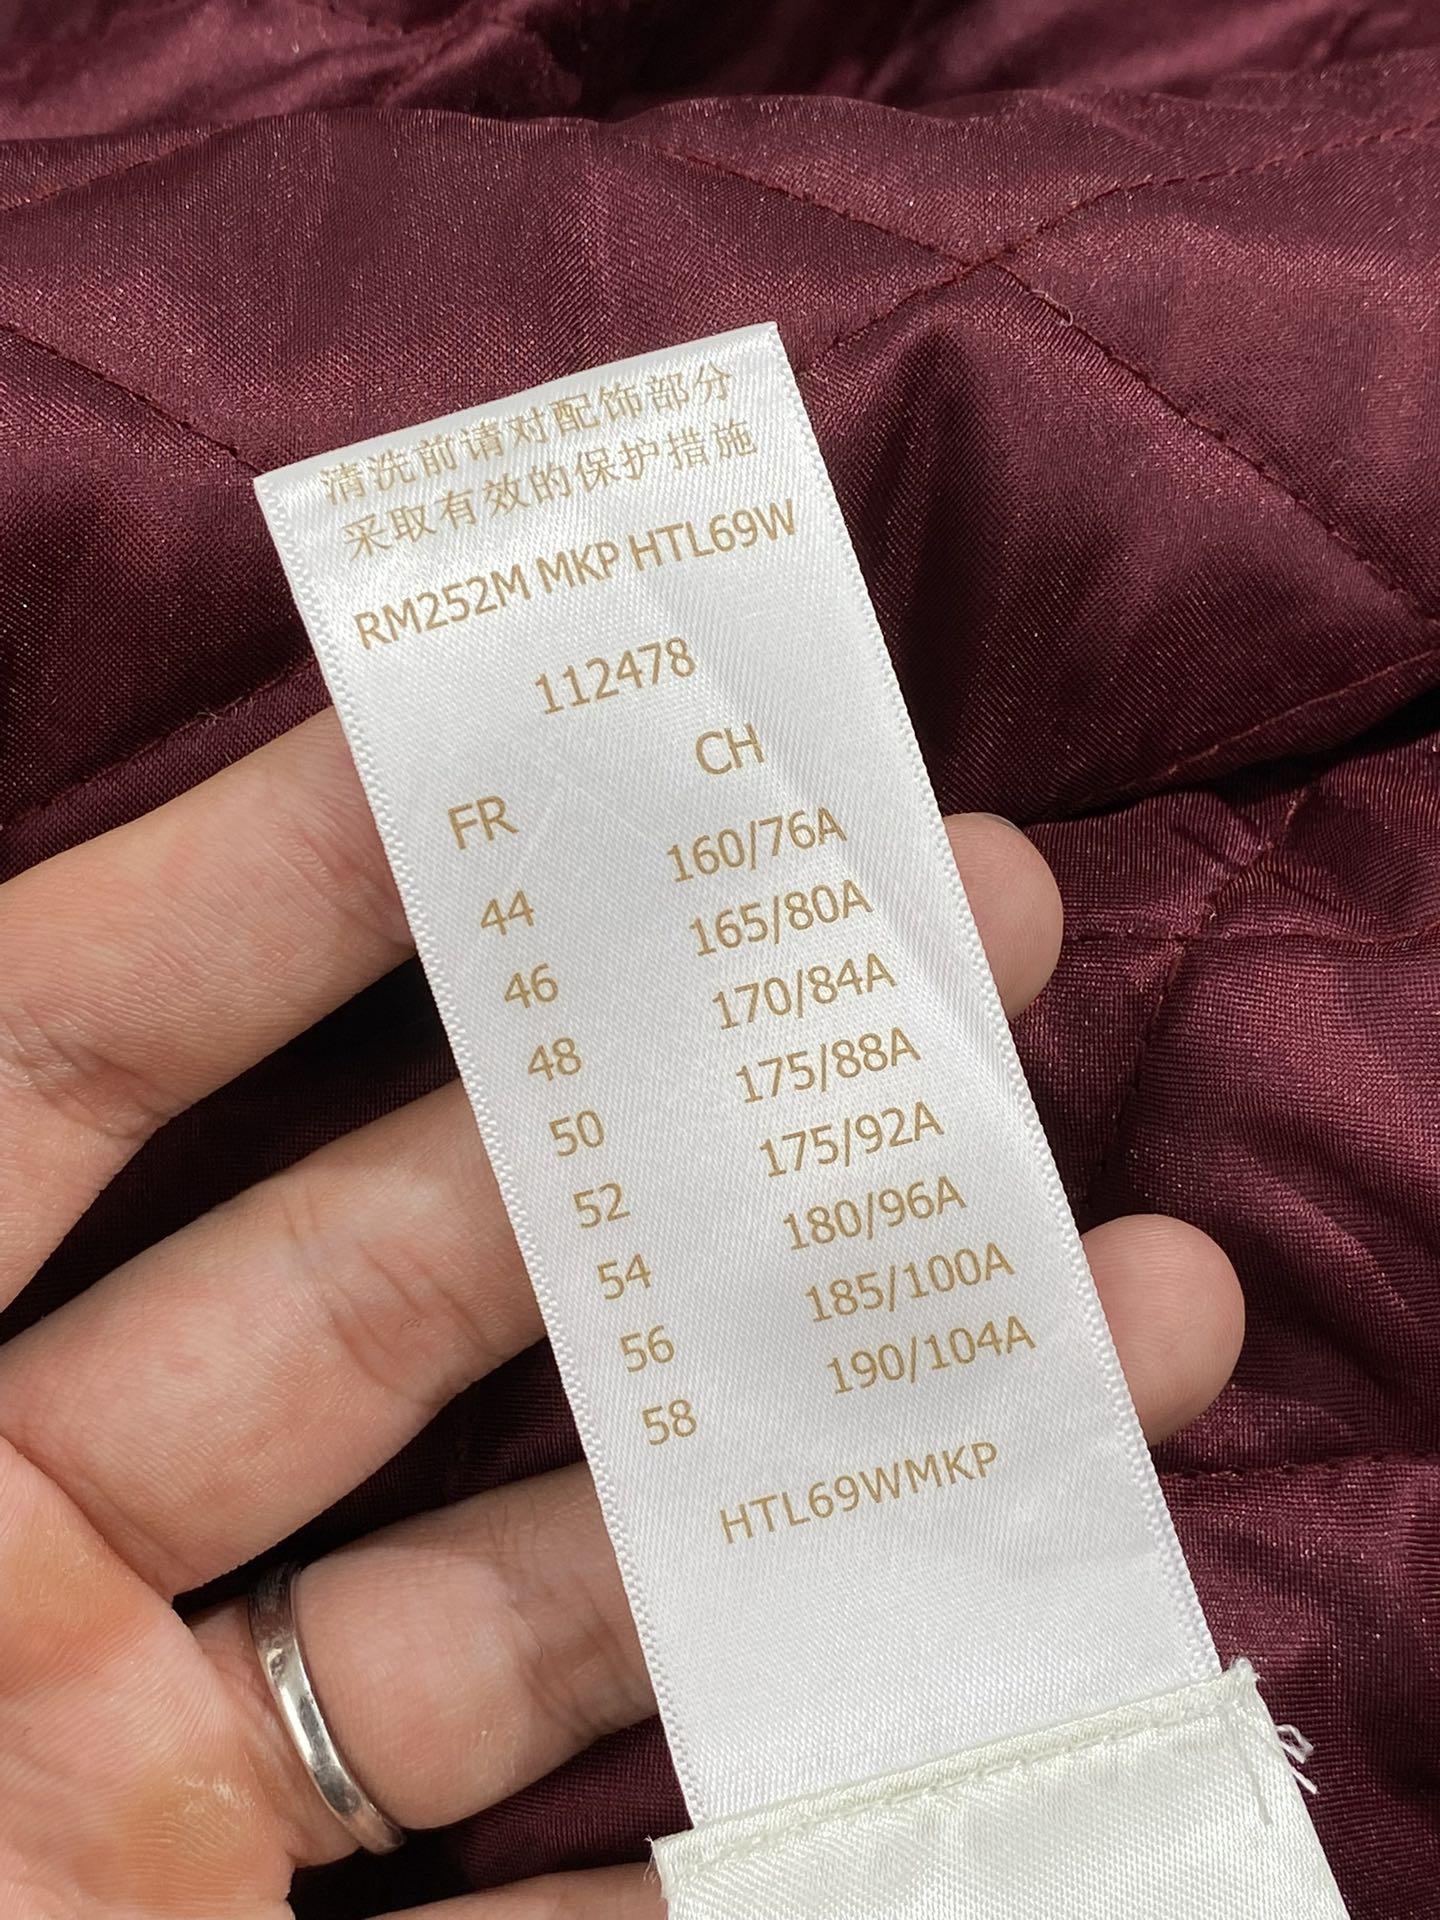 清洗前请对配饰部分
采取有效的保护措施
RM252M MKP HTL69W
112478
FR CH
44 160/76A
46 165/80A
48 170/84A
50 175/88A
52 175/92A
54 180/96A
56 185/100A
58 190/104A
HTL69WMKP